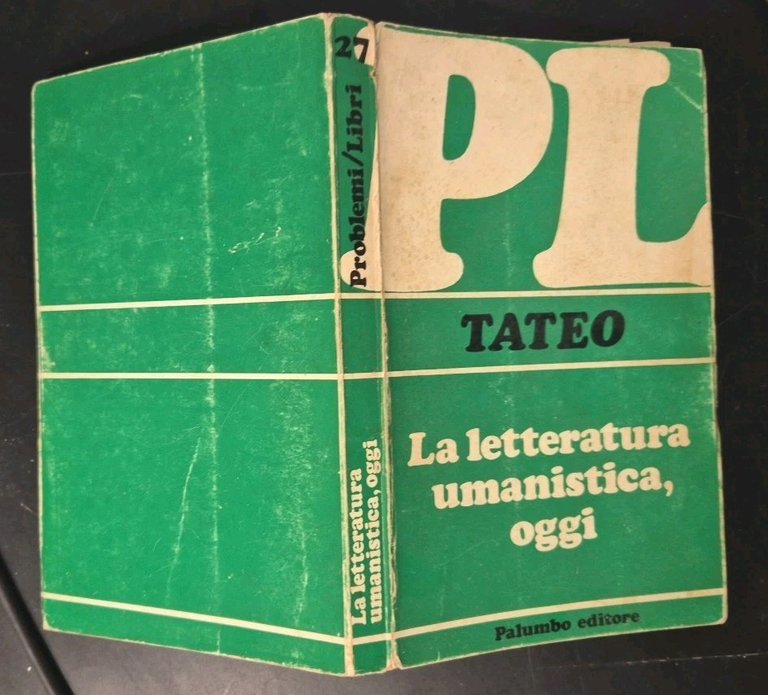 PL
TATEO
La letteratura
umanistica,
oggi
Palumbo editore
27
Problemi/Libri
La letteratura
umanistica, oggi